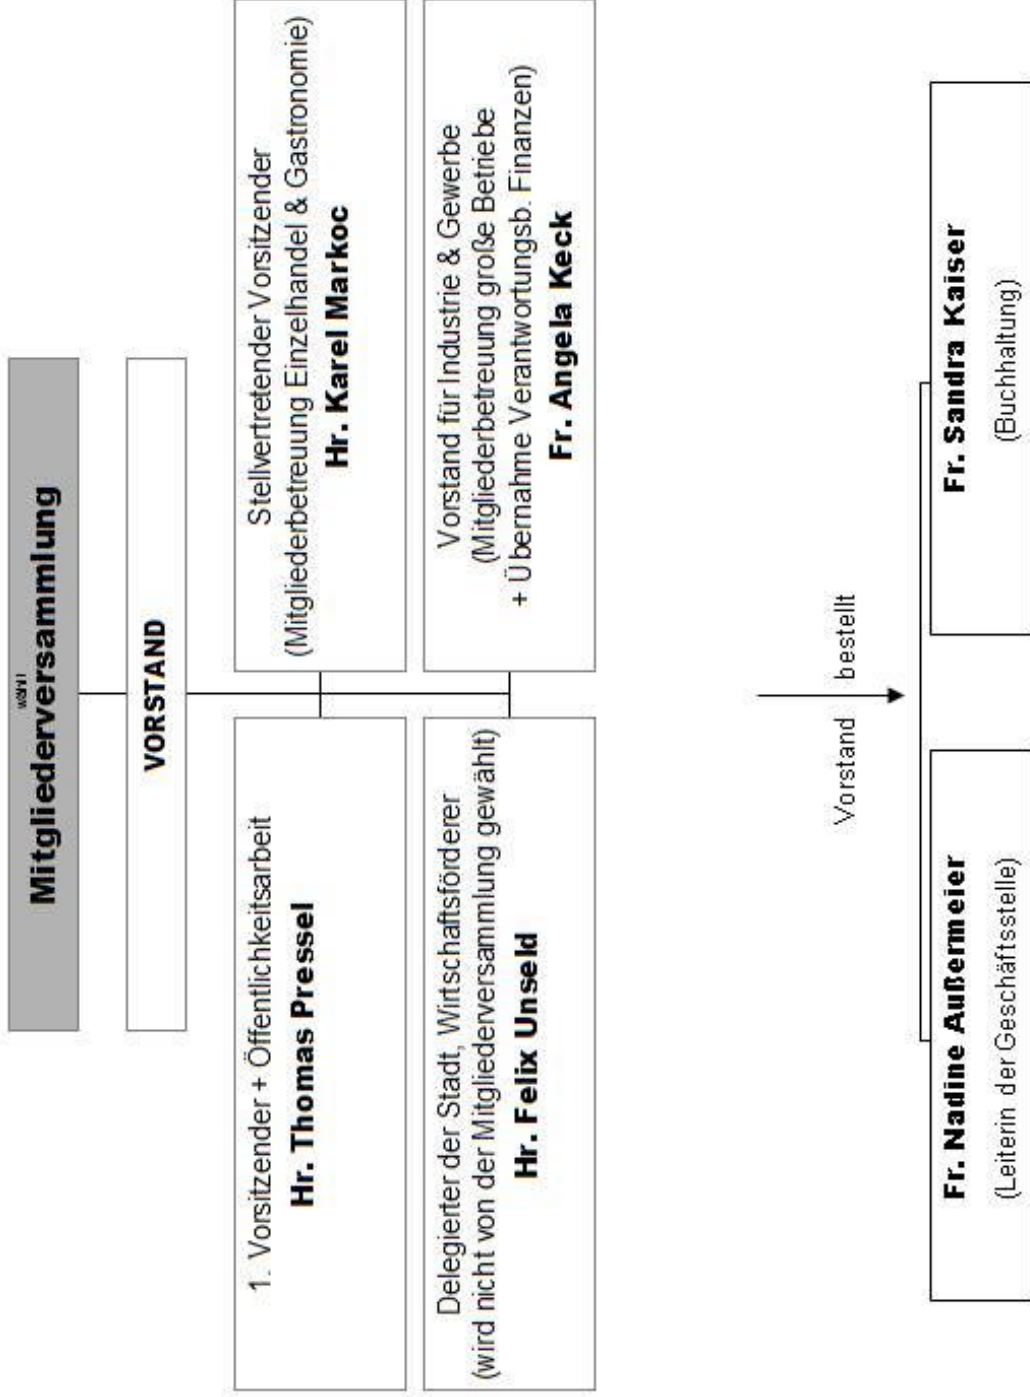 wählt
Mitgliederversammlung
VORSTAND
1. Vorsitzender + Öffentlichkeitsarbeit
Hr. Thomas Pressel
Stellvertretender Vorsitzender
(Mitgliederbetreuung Einzelhandel & Gastronomie)
Hr. Karel Markoc
Delegierter der Stadt, Wirtschaftsförderer
(wird nicht von der Mitgliederversammlung gewählt)
Hr. Felix Unseld
Vorstand für Industrie & Gewerbe
(Mitgliederbetreuung große Betriebe
+ Übernahme Verantwortungsb. Finanzen)
Fr. Angela Keck
Vorstand bestellt
Fr. Nadine Außermeier
(Leiterin der Geschäftsstelle)
Fr. Sandra Kaiser
(Buchhaltung)